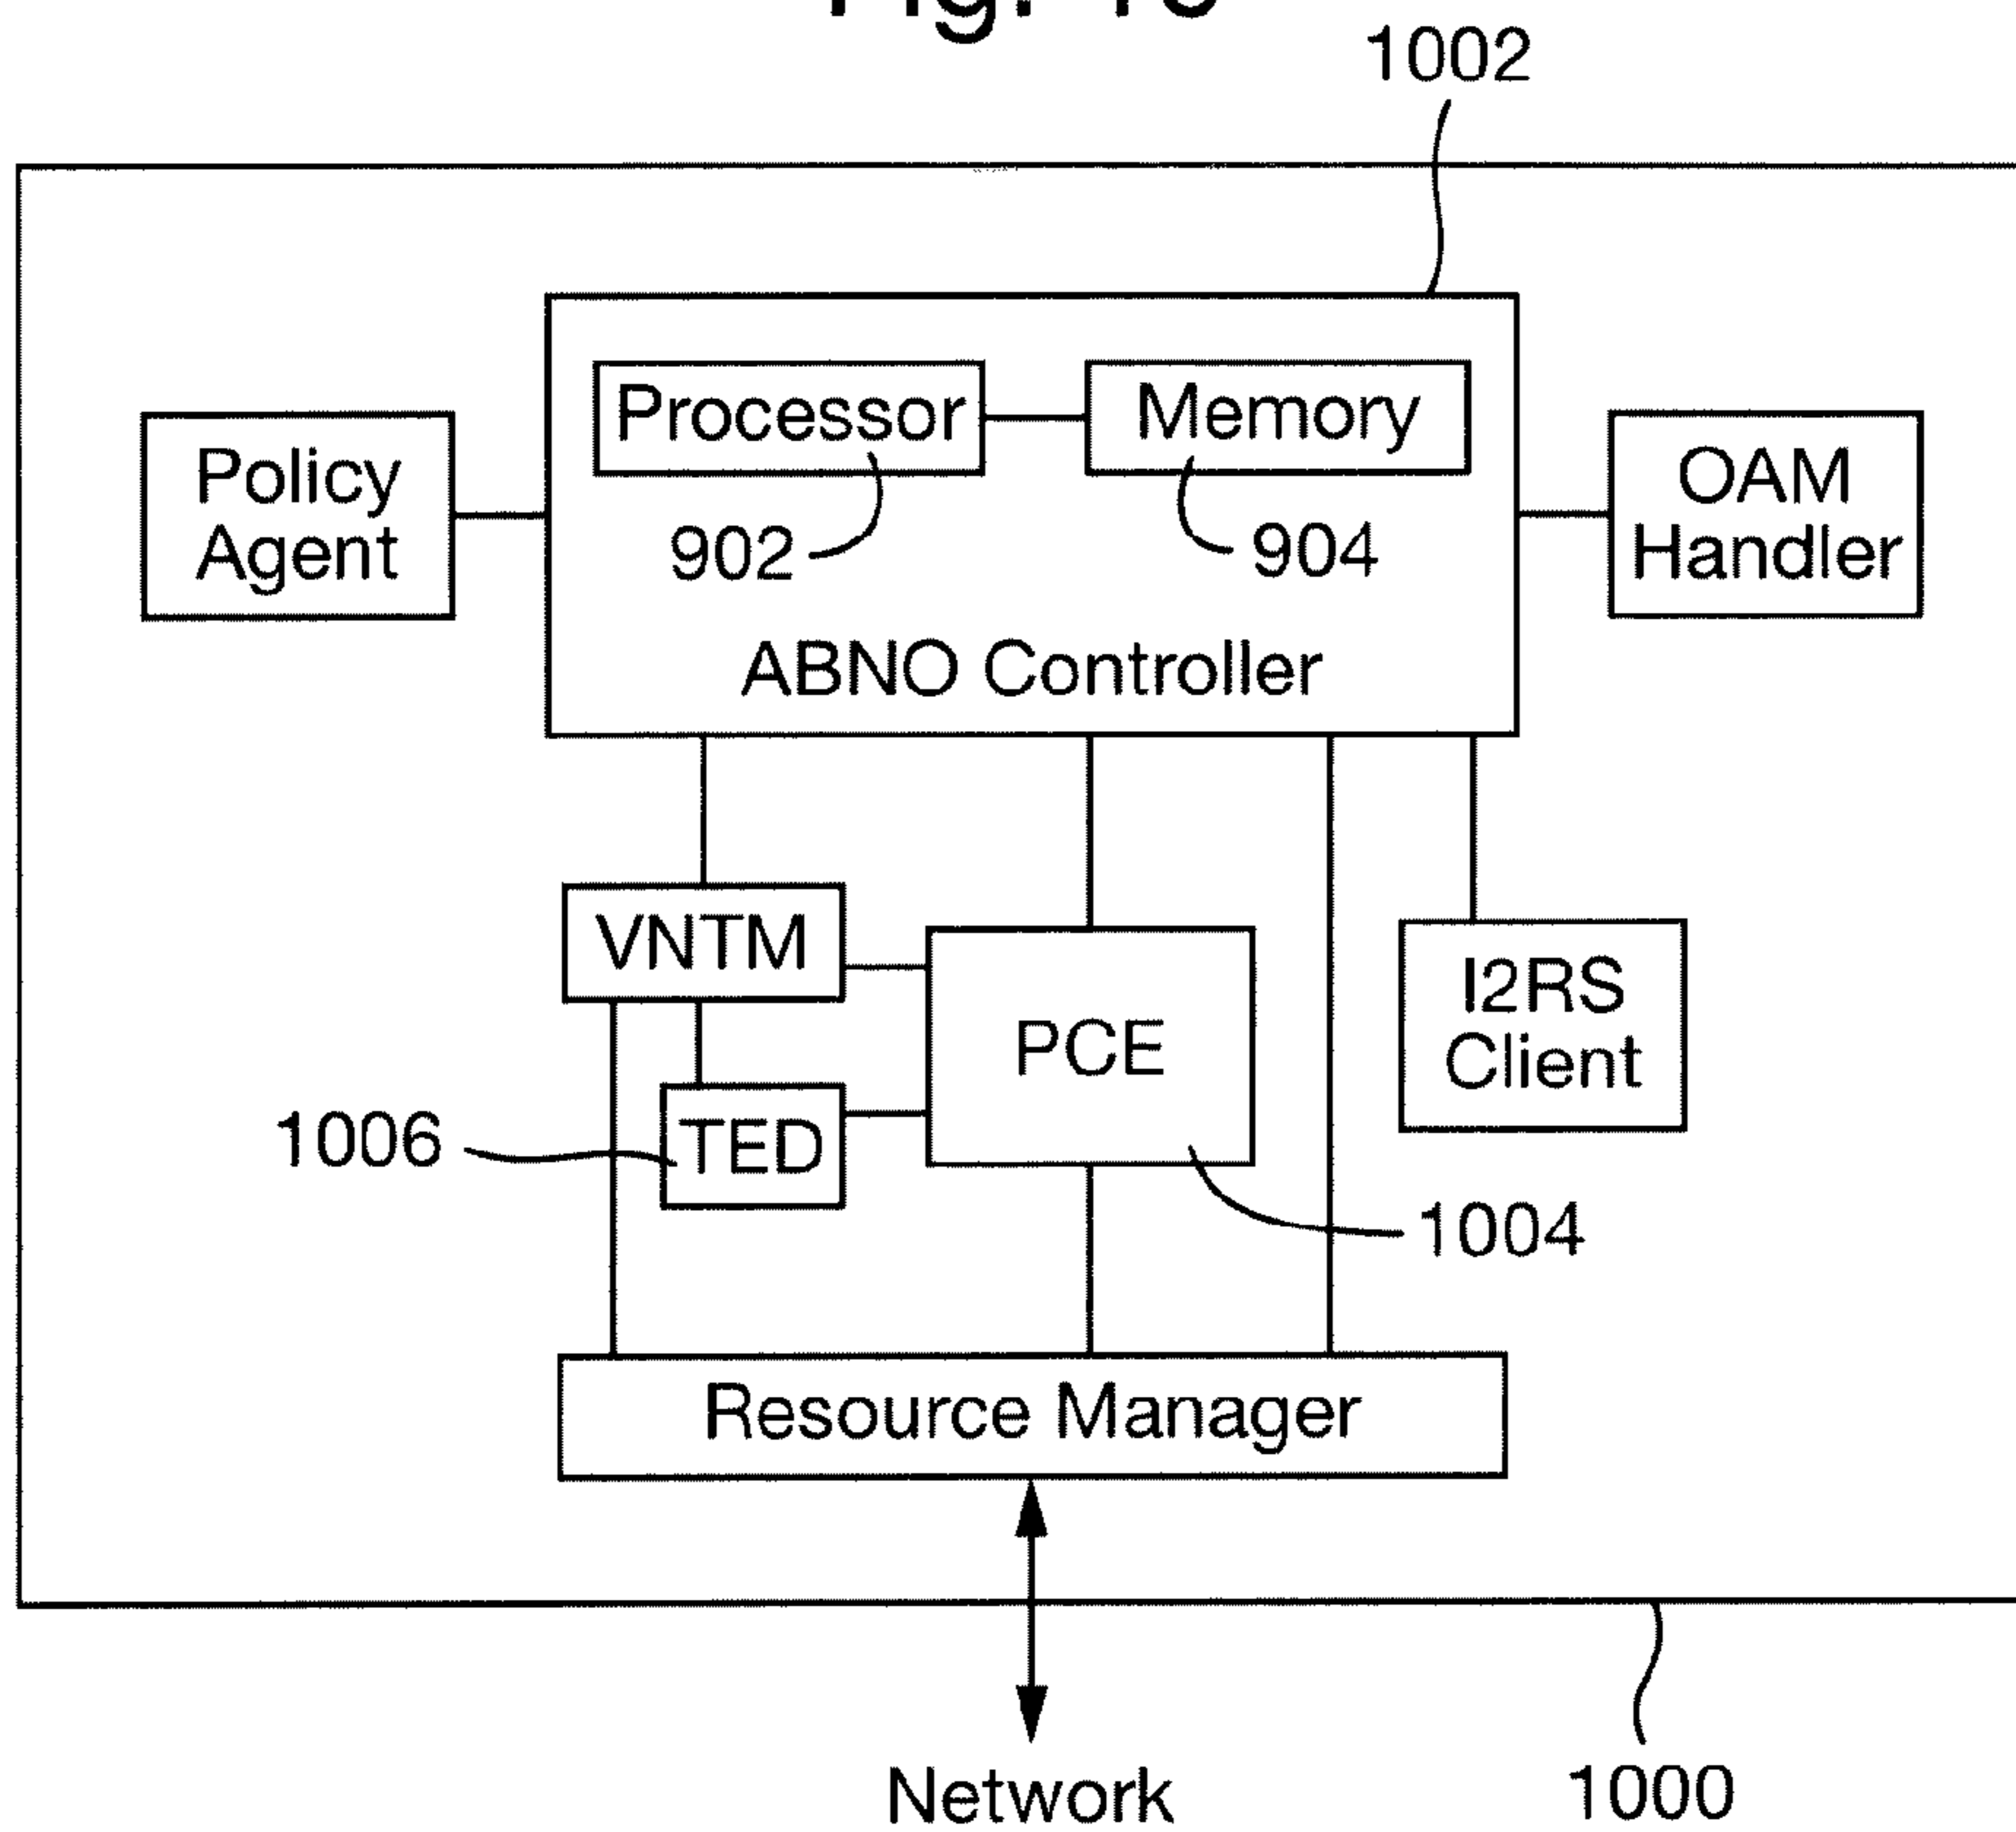 1002
Processor
Memory
Policy
Agent
OAM
Handler
902
904
ABNO Controller
VNTM
PCE
I2RS
Client
1006
TED
1004
Resource Manager
Network
1000